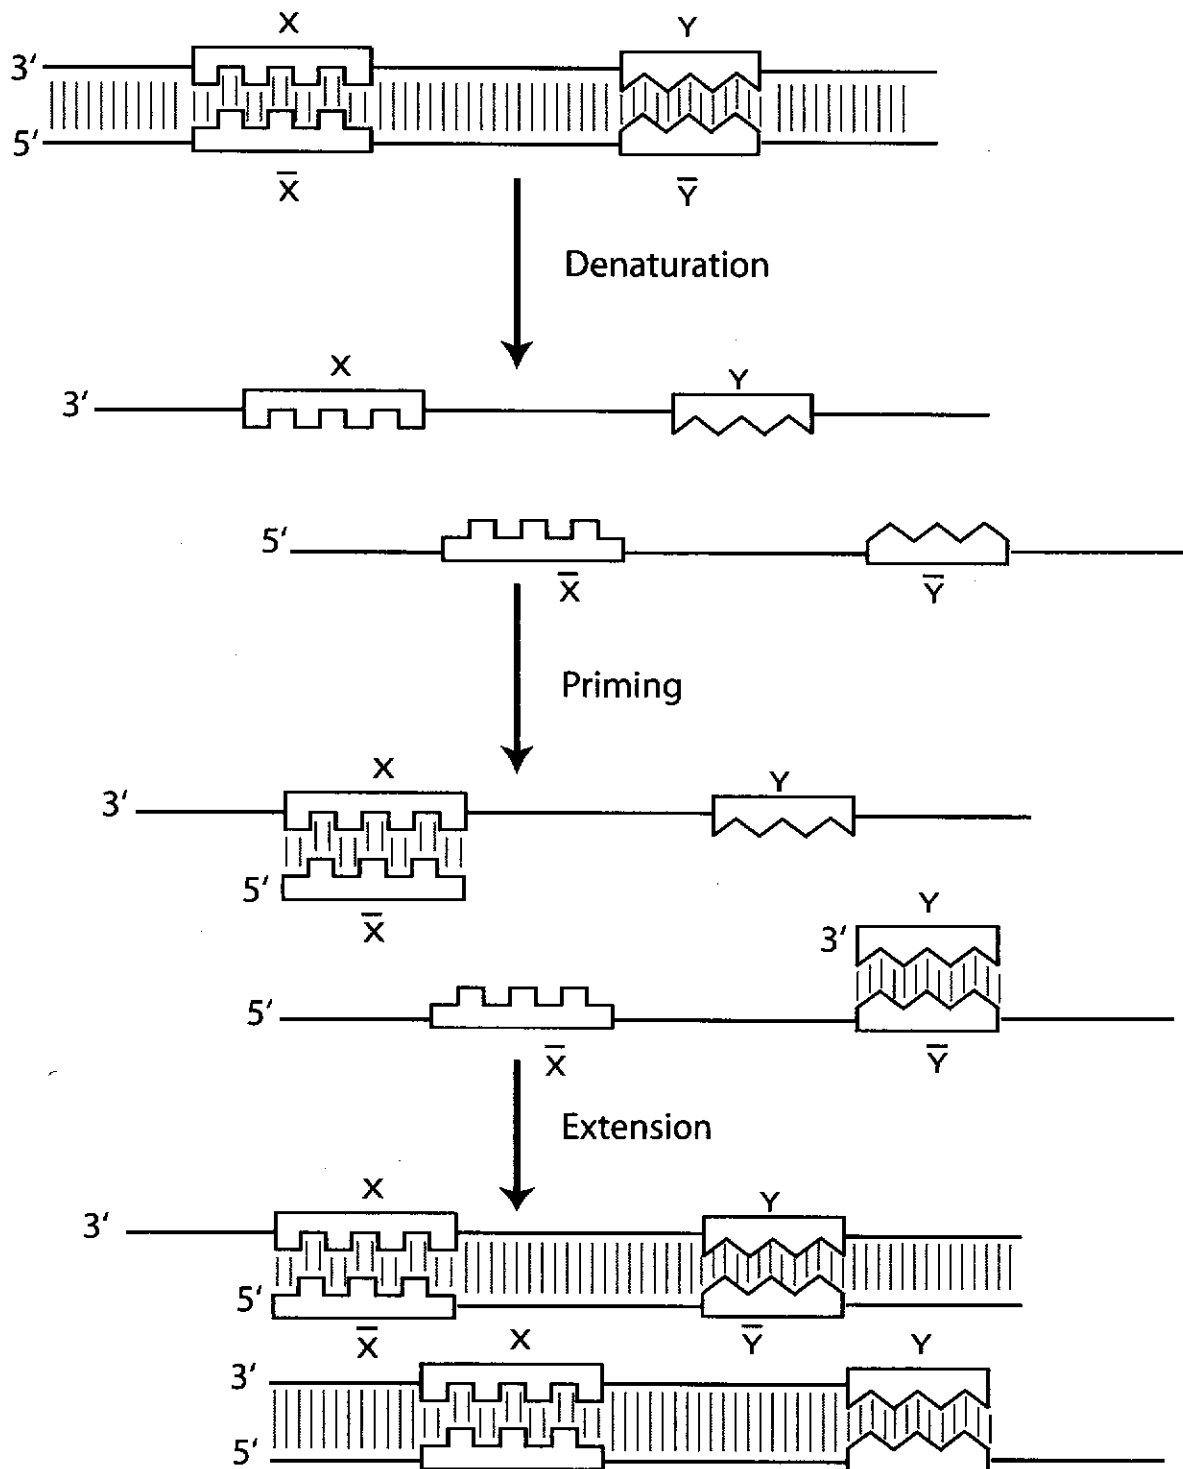 X Y
3′
5′
X̅ Y̅
Denaturation
X Y
3′
5′
X̅ Y̅
Priming
X Y
3′
5′
X̅ Y
3′
5′
X̅ Y̅
Extension
X Y
3′
5′
X̅ X Y̅ Y
3′
5′